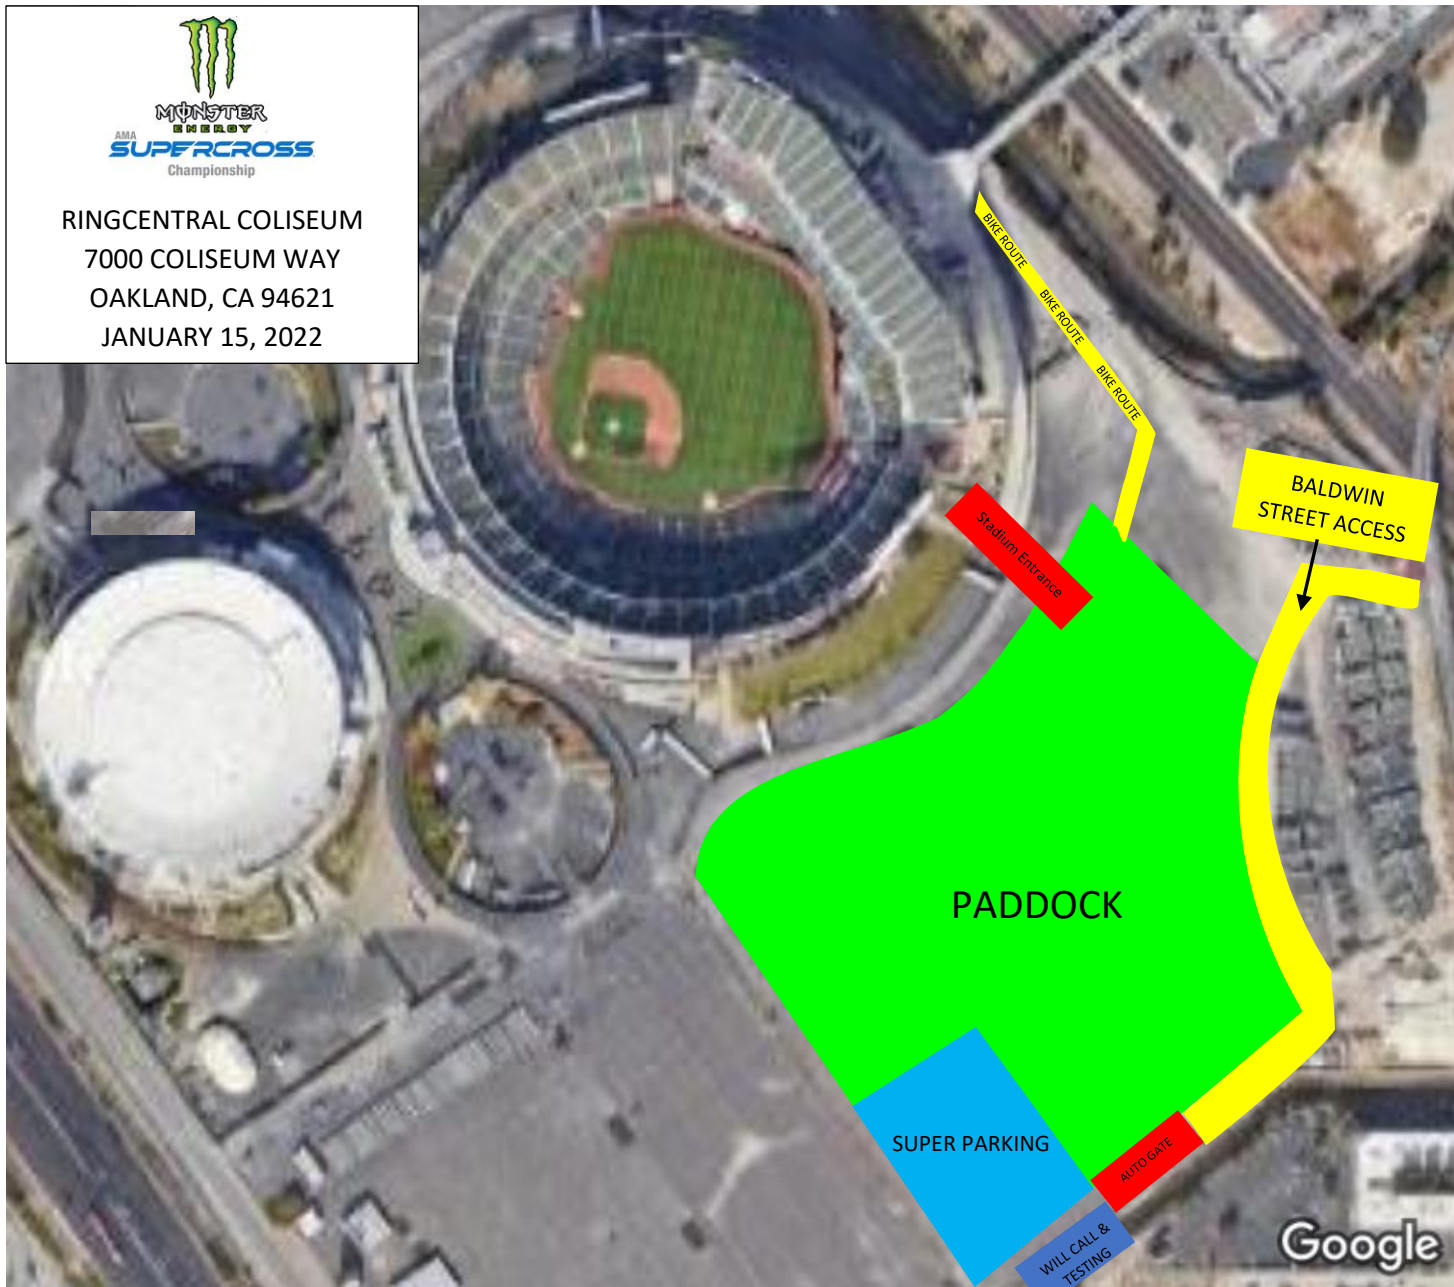 MONSTER
ENERGY
AMA
SUPERCROSS
Championship
RINGCENTRAL COLISEUM
7000 COLISEUM WAY
OAKLAND, CA 94621
JANUARY 15, 2022
BIKE ROUTE
BIKE ROUTE
BIKE ROUTE
BALDWIN
STREET ACCESS
Stadium Entrance
PADDOCK
SUPER PARKING
AUTO GATE
WILL CALL &
TESTING
Google